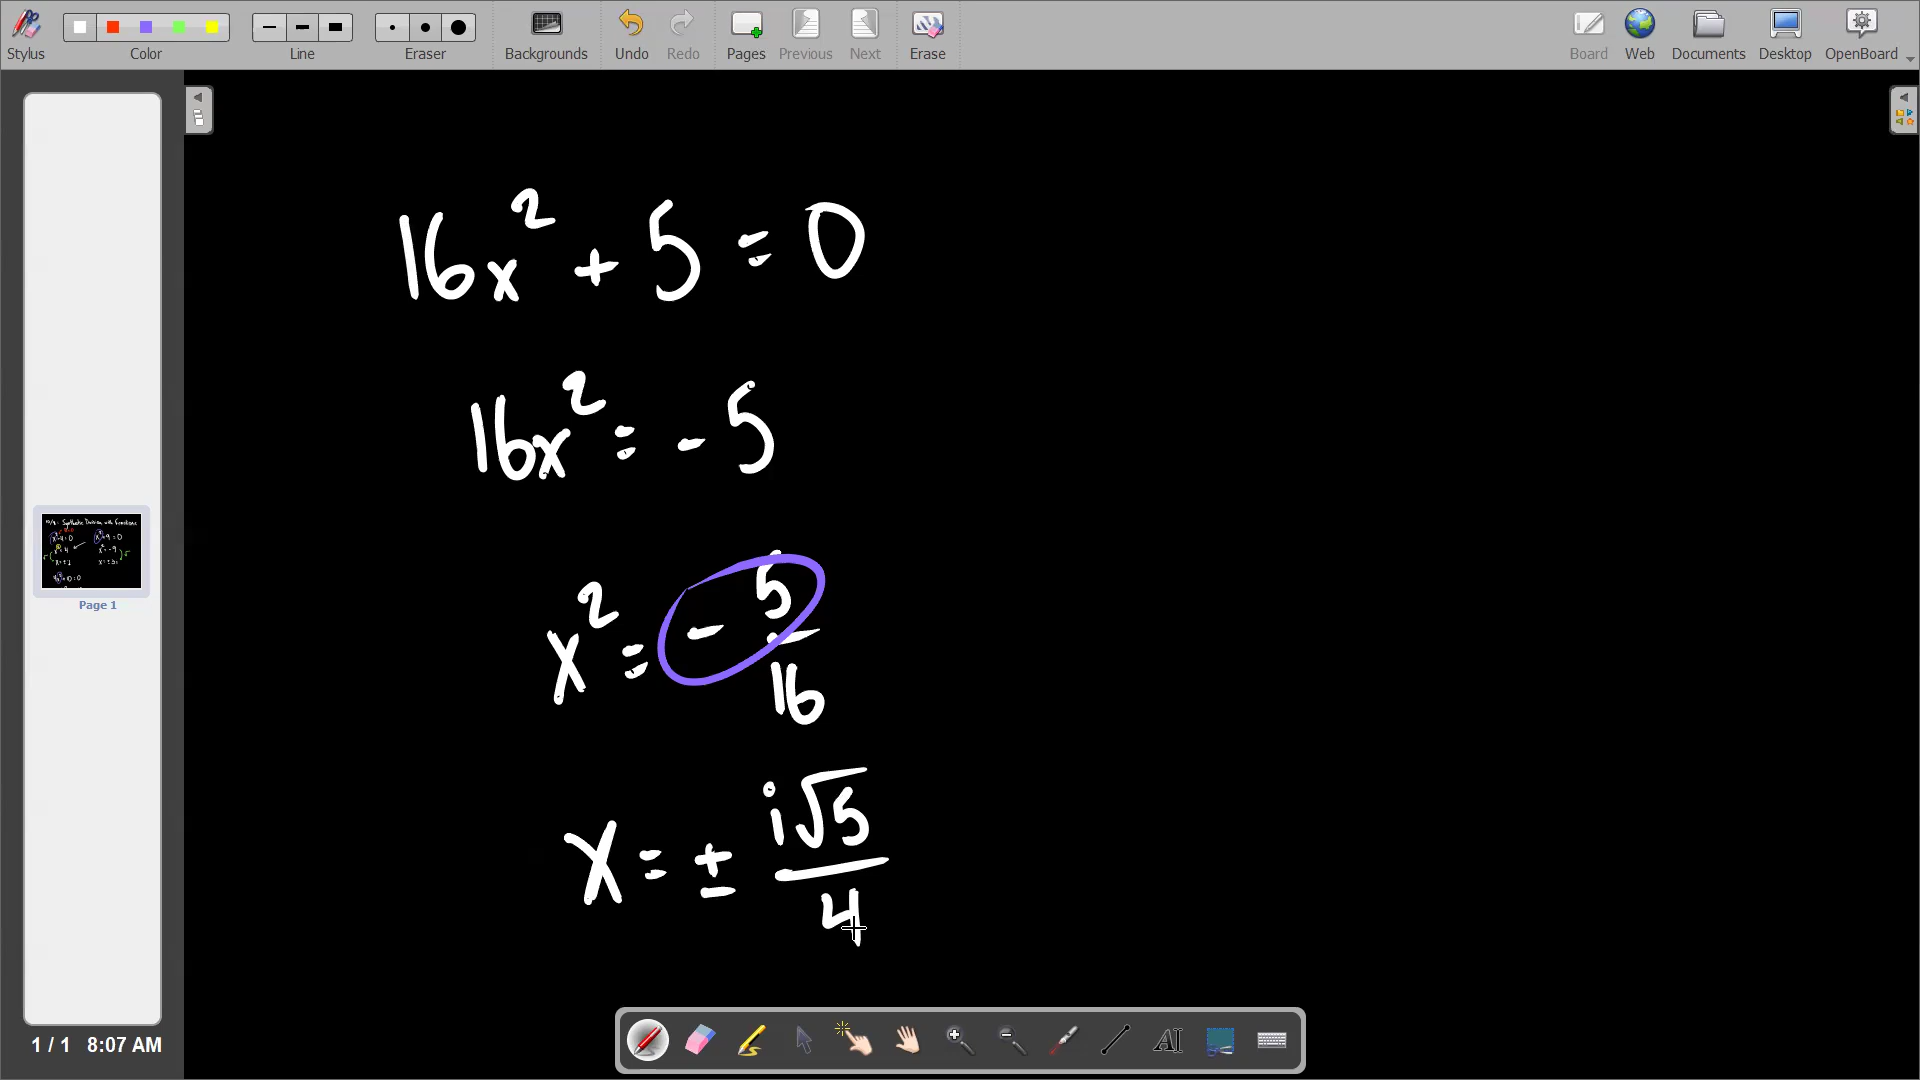 Stylus Color Line Eraser Backgrounds Undo Redo Pages Previous Next Erase Board Web Documents Desktop OpenBoard
16x² + 5 = 0
16x² = - 5
x² = - 5/16
x = ± i√5/4
Page 1
1 / 1 8:07 AM
AI